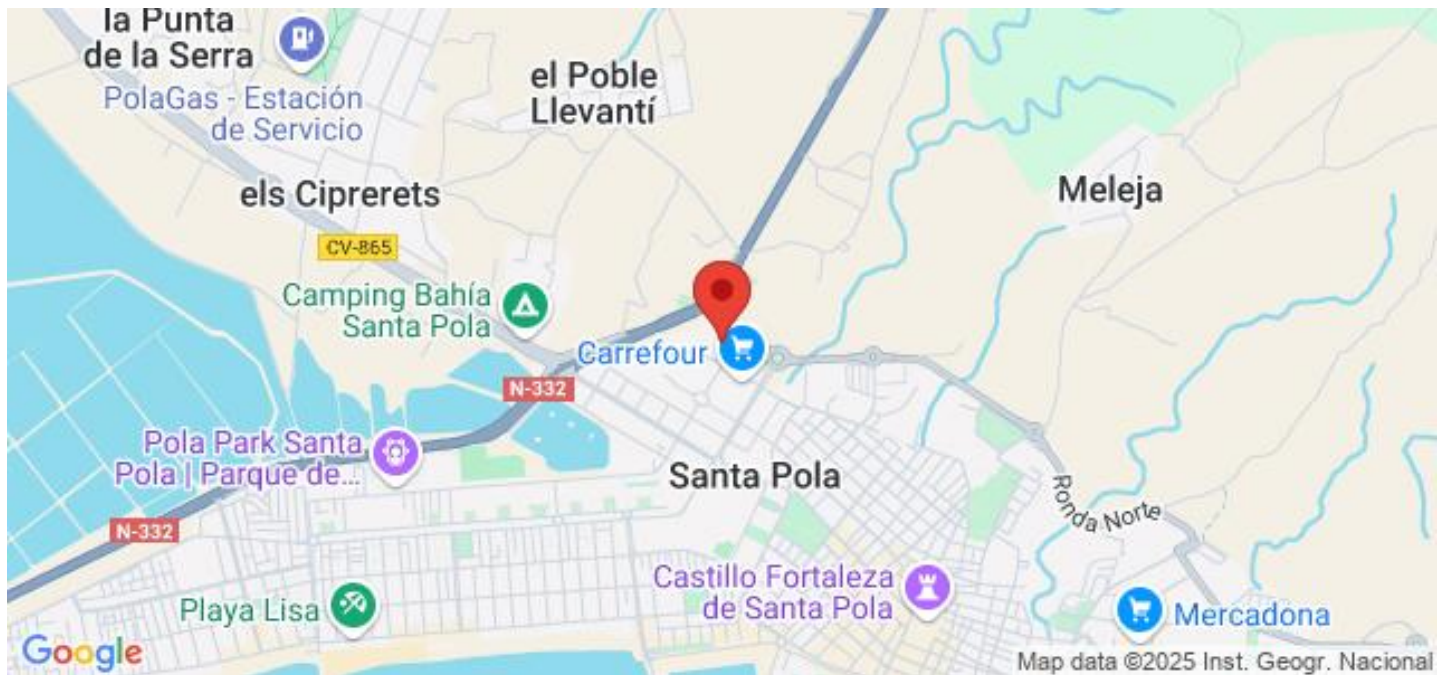 la Punta
de la Serra
PolaGas - Estación
de Servicio
el Poble
Llevantí
els Ciprerets
Meleja
CV-865
Camping Bahía
Santa Pola
Carrefour
N-332
Pola Park Santa
Pola | Parque de...
Santa Pola
Ronda Norte
N-332
Castillo Fortaleza
de Santa Pola
Playa Lisa
Mercadona
Google
Map data ©2025 Inst. Geogr. Nacional